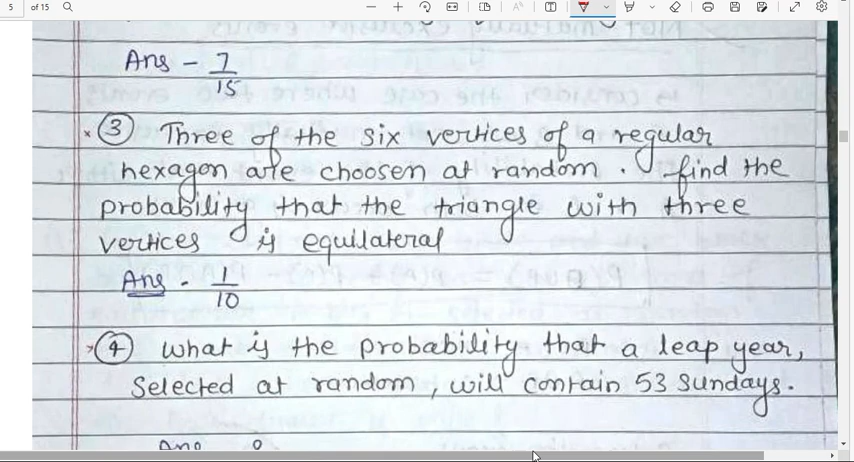 5 of 15
Ans - 7/15
③ Three of the six vertices of a regular
hexagon are choosen at random. find the
probability that the triangle with three
vertices is equilateral
Ans - 1/10
④ what is the probability that a leap year,
Selected at random, will contain 53 Sundays.
Ans